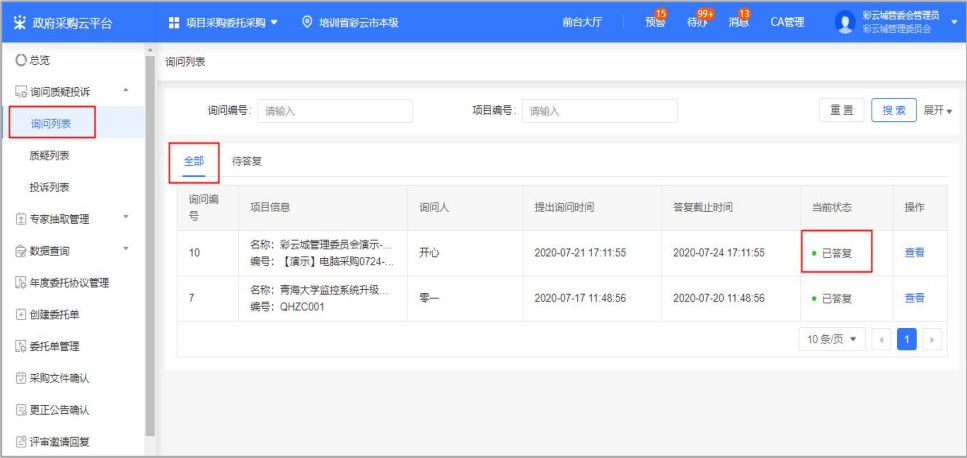 政府采购云平台
项目采购委托采购
培训省彩云市本级
前台大厅
预警 15
待办 99+
消息 13
CA管理
彩云城管委会管理员
彩云城管理委员会
总览
询问质疑投诉
询问列表
质疑列表
投诉列表
专家抽取管理
数据查询
年度委托协议管理
创建委托单
委托单管理
采购文件确认
更正公告确认
评审邀请回复
询问列表
询问编号: 请输入
项目编号: 请输入
重置
搜索
展开
全部
待答复
询问编号 项目信息 询问人 提出询问时间 答复截止时间 当前状态 操作
10 名称: 彩云城管理委员会演示-... 开心 2020-07-21 17:11:55 2020-07-24 17:11:55 已答复 查看
编号: 【演示】电脑采购0724-...
7 名称: 青海大学监控系统升级... 零一 2020-07-17 11:48:56 2020-07-20 11:48:56 已答复 查看
编号: QHZC001
10 条/页 1